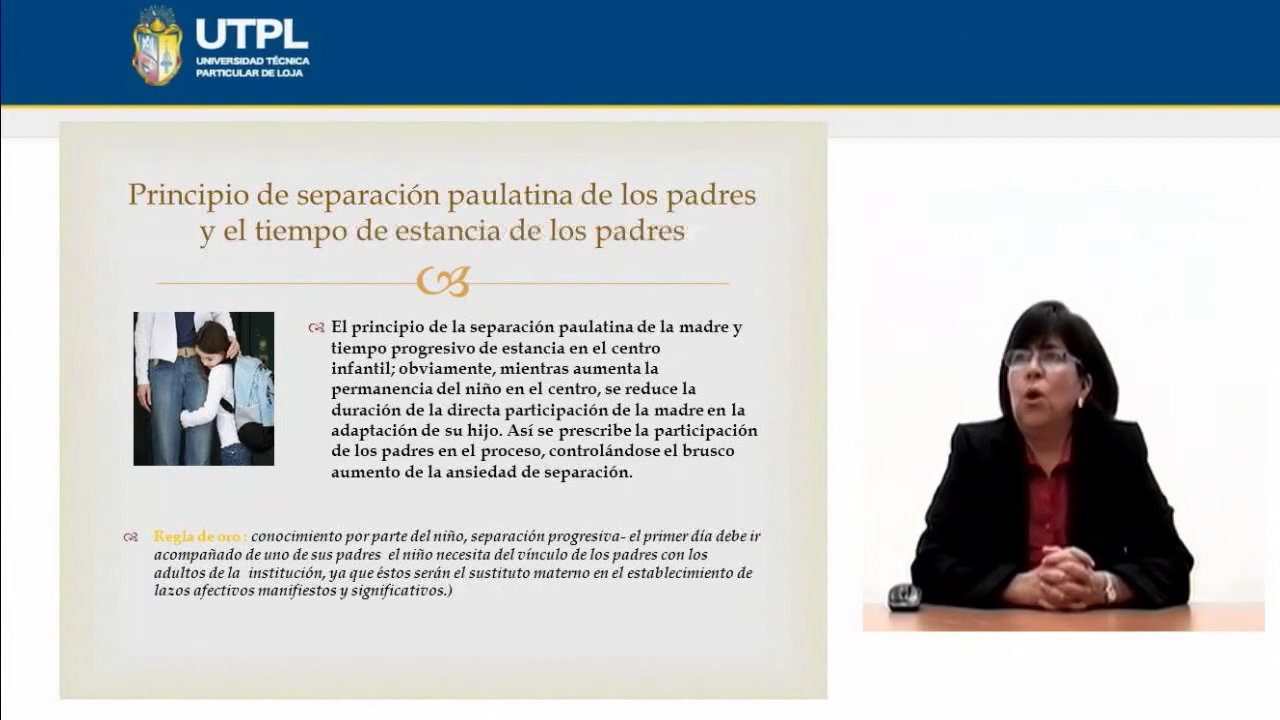 UTPL
UNIVERSIDAD TÉCNICA
PARTICULAR DE LOJA
Principio de separación paulatina de los padres
y el tiempo de estancia de los padres
El principio de la separación paulatina de la madre y
tiempo progresivo de estancia en el centro
infantil; obviamente, mientras aumenta la
permanencia del niño en el centro, se reduce la
duración de la directa participación de la madre en la
adaptación de su hijo. Así se prescribe la participación
de los padres en el proceso, controlándose el brusco
aumento de la ansiedad de separación.
Regla de oro : conocimiento por parte del niño, separación progresiva- el primer día debe ir
acompañado de uno de sus padres el niño necesita del vínculo de los padres con los
adultos de la institución, ya que éstos serán el sustituto materno en el establecimiento de
lazos afectivos manifiestos y significativos.)